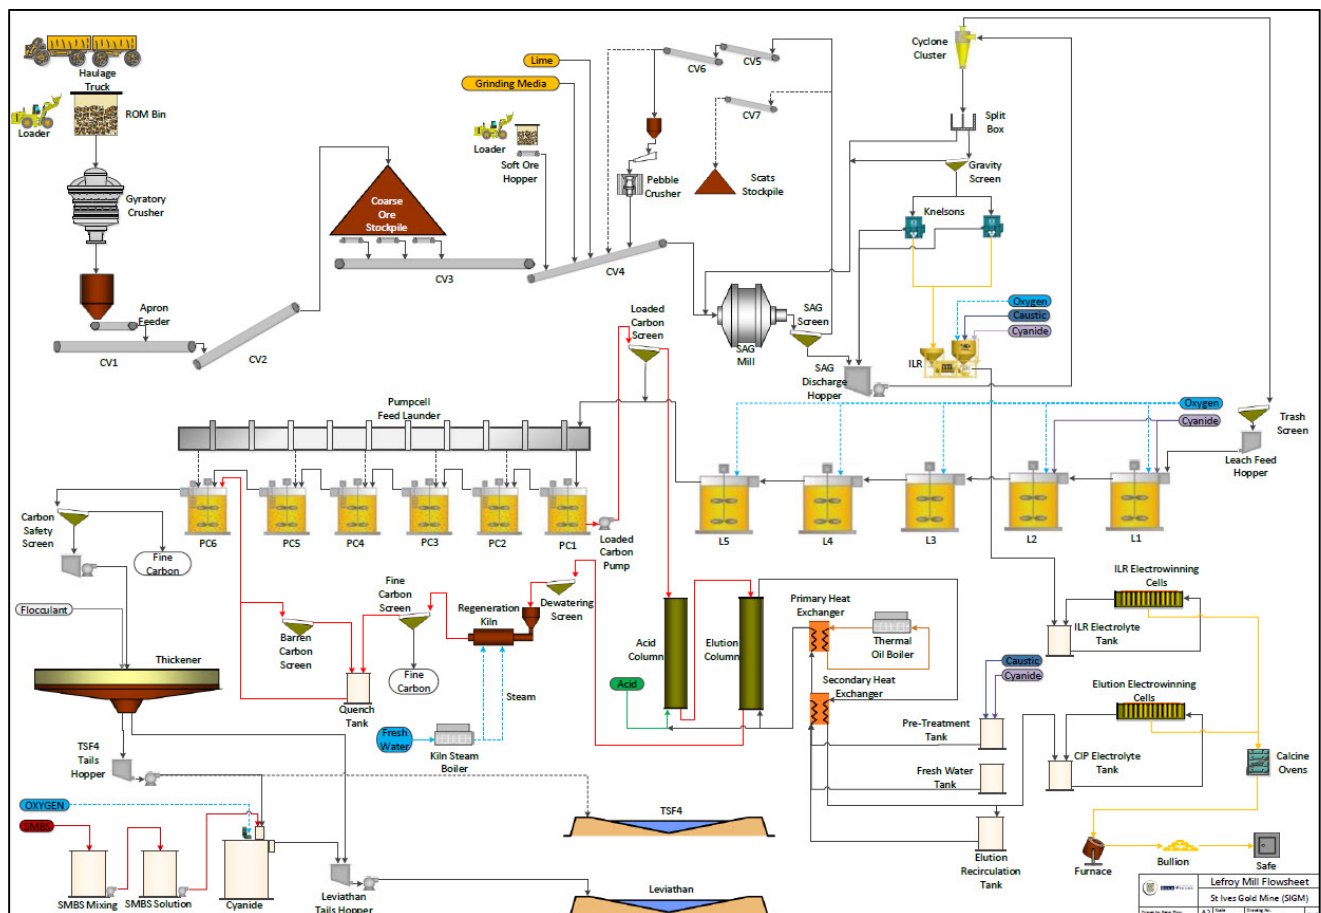 Haulage
Truck
Loader
ROM Bin
Gyratory
Crusher
Apron
Feeder
CV1
CV2
Coarse
Ore
Stockpile
CV3
Lime
Grinding Media
Loader
Soft Ore
Hopper
CV4
CV6
CV5
CV7
Pebble
Crusher
Scats
Stockpile
Cyclone
Cluster
Split
Box
Gravity
Screen
Knelsons
Oxygen
Caustic
Cyanide
ILR
SAG
Mill
SAG
Screen
SAG
Discharge
Hopper
Loaded
Carbon
Screen
Pumpcell
Feed Launder
Oxygen
Cyanide
Trash
Screen
Leach Feed
Hopper
L5
L4
L3
L2
L1
PC6
PC5
PC4
PC3
PC2
PC1
Loaded
Carbon
Pump
Carbon
Safety
Screen
Fine
Carbon
Flocculant
Thickener
Barren
Carbon
Screen
Fine
Carbon
Screen
Fine
Carbon
Regeneration
Kiln
Dewatering
Screen
Quench
Tank
Steam
Fresh
Water
Kiln Steam
Boiler
Acid
Acid
Column
Elution
Column
Primary Heat
Exchanger
Thermal
Oil Boiler
Secondary Heat
Exchanger
Caustic
Cyanide
Pre-Treatment
Tank
Fresh Water
Tank
Elution
Recirculation
Tank
ILR Electrowinning
Cells
ILR Electrolyte
Tank
Elution Electrowinning
Cells
CIP Electrolyte
Tank
Calcine
Ovens
Furnace
Bullion
Safe
TSF4
Tails
Hopper
OXYGEN
SMBS
SMBS Mixing
SMBS Solution
Cyanide
Leviathan
Tails Hopper
TSF4
Leviathan
Lefroy Mill Flowsheet
St Ives Gold Mine (SIGM)